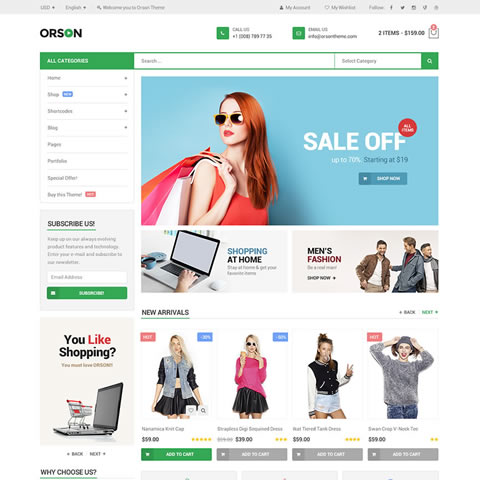 USD
English
Welcome you to Orson Theme
My Account
My Wishlist
Follow:
ORSON
CALL US
+1 (008) 789 77 35
EMAIL US
info@orsontheme.com
2 ITEMS - $159.00
ALL CATEGORIES
Search...
Select Category
Home
Shop NEW
Shortcodes
Blog
Pages
Portfolio
Special Offer!
Buy this Theme! HOT
ALL
ITEMS
SALE OFF
up to 70%. Starting at $19
SHOP NOW
SUBSCRIBE US!
Keep up on our always evolving
product features and technology.
Enter your e-mail and subscribe to
our newsletter.
Email Address
SUBSCRIBE!
SHOPPING
AT HOME
Stay at home & get your
favorite items
MEN'S
FASHION
Be a real men!
SHOP NOW
You Like
Shopping?
You must love ORSON!!
BACK NEXT
NEW ARRIVALS
BACK NEXT
HOT
- 30%
HOT
- 50%
HOT
Nanamica Knit Cap
$59.00
ADD TO CART
Strapless Digi Sequined Dress
$99.00 $39.00
ADD TO CART
Ikat Tiered Tank Dress
$59.00
ADD TO CART
Swan Crop V-Neck Tee
$59.00
ADD TO CART
WHY CHOOSE US?